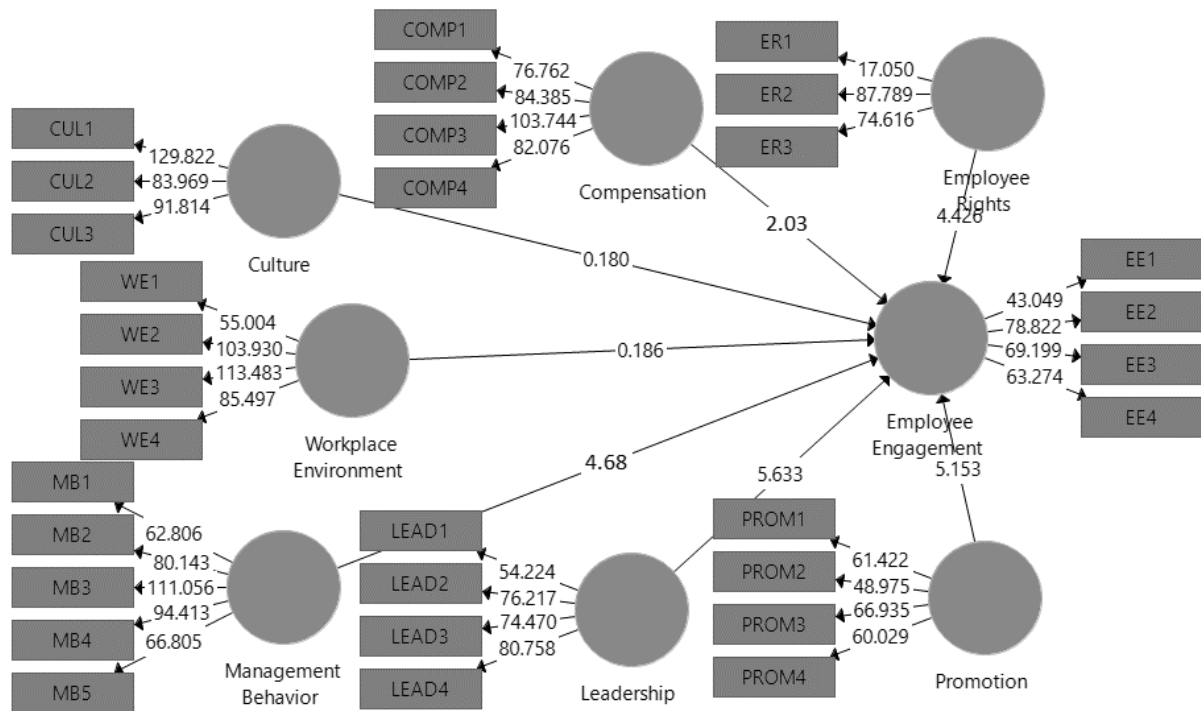 COMP1
COMP2
COMP3
COMP4
76.762
84.385
103.744
82.076
Compensation
ER1
ER2
ER3
17.050
87.789
74.616
Employee
Rights
CUL1
CUL2
CUL3
129.822
83.969
91.814
Culture
2.03
4.426
0.180
WE1
WE2
WE3
WE4
55.004
103.930
113.483
85.497
Workplace
Environment
0.186
EE1
EE2
EE3
EE4
43.049
78.822
69.199
63.274
Employee
Engagement
MB1
MB2
MB3
MB4
MB5
62.806
80.143
111.056
94.413
66.805
Management
Behavior
4.68
LEAD1
LEAD2
LEAD3
LEAD4
54.224
76.217
74.470
80.758
Leadership
5.633
PROM1
PROM2
PROM3
PROM4
61.422
48.975
66.935
60.029
Promotion
5.153